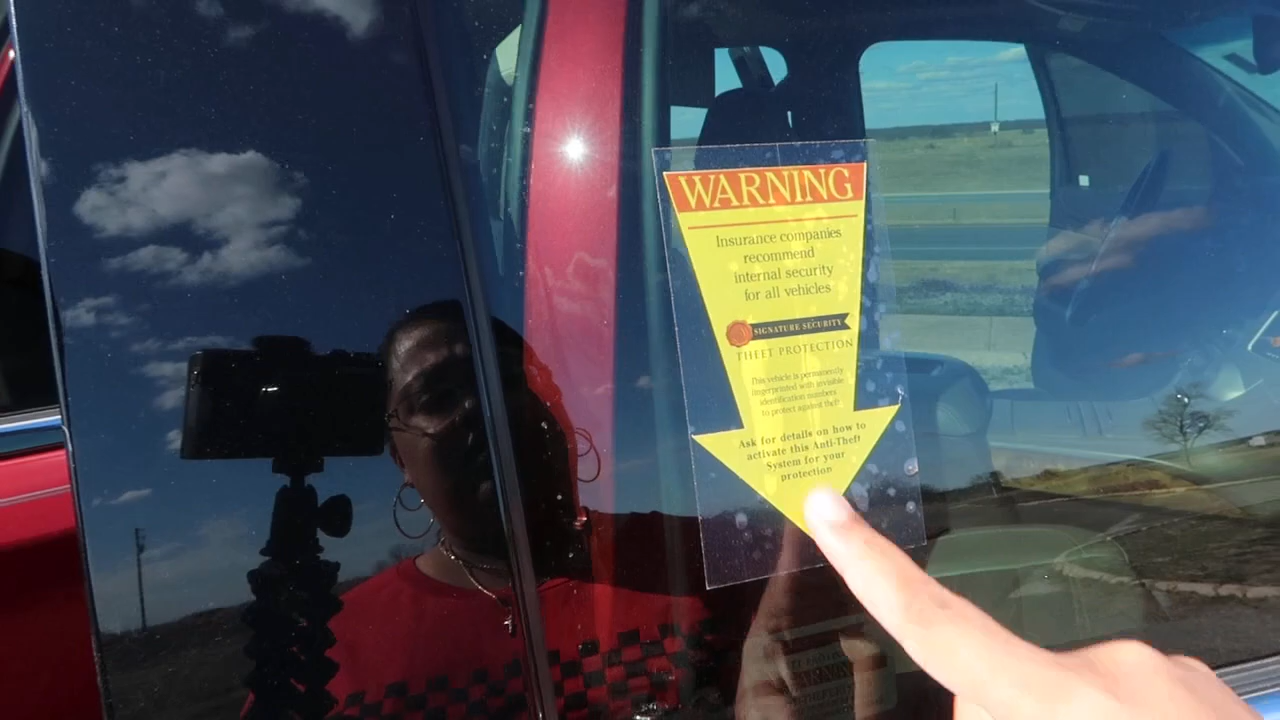 WARNING
Insurance companies
recommend
internal security
for all vehicles
SIGNATURE SECURITY
THEFT PROTECTION
This vehicle is permanently
fingerprinted with invisible
identification numbers
to protect against theft.
Ask for details on how to
activate this Anti-Theft
System for your
protection